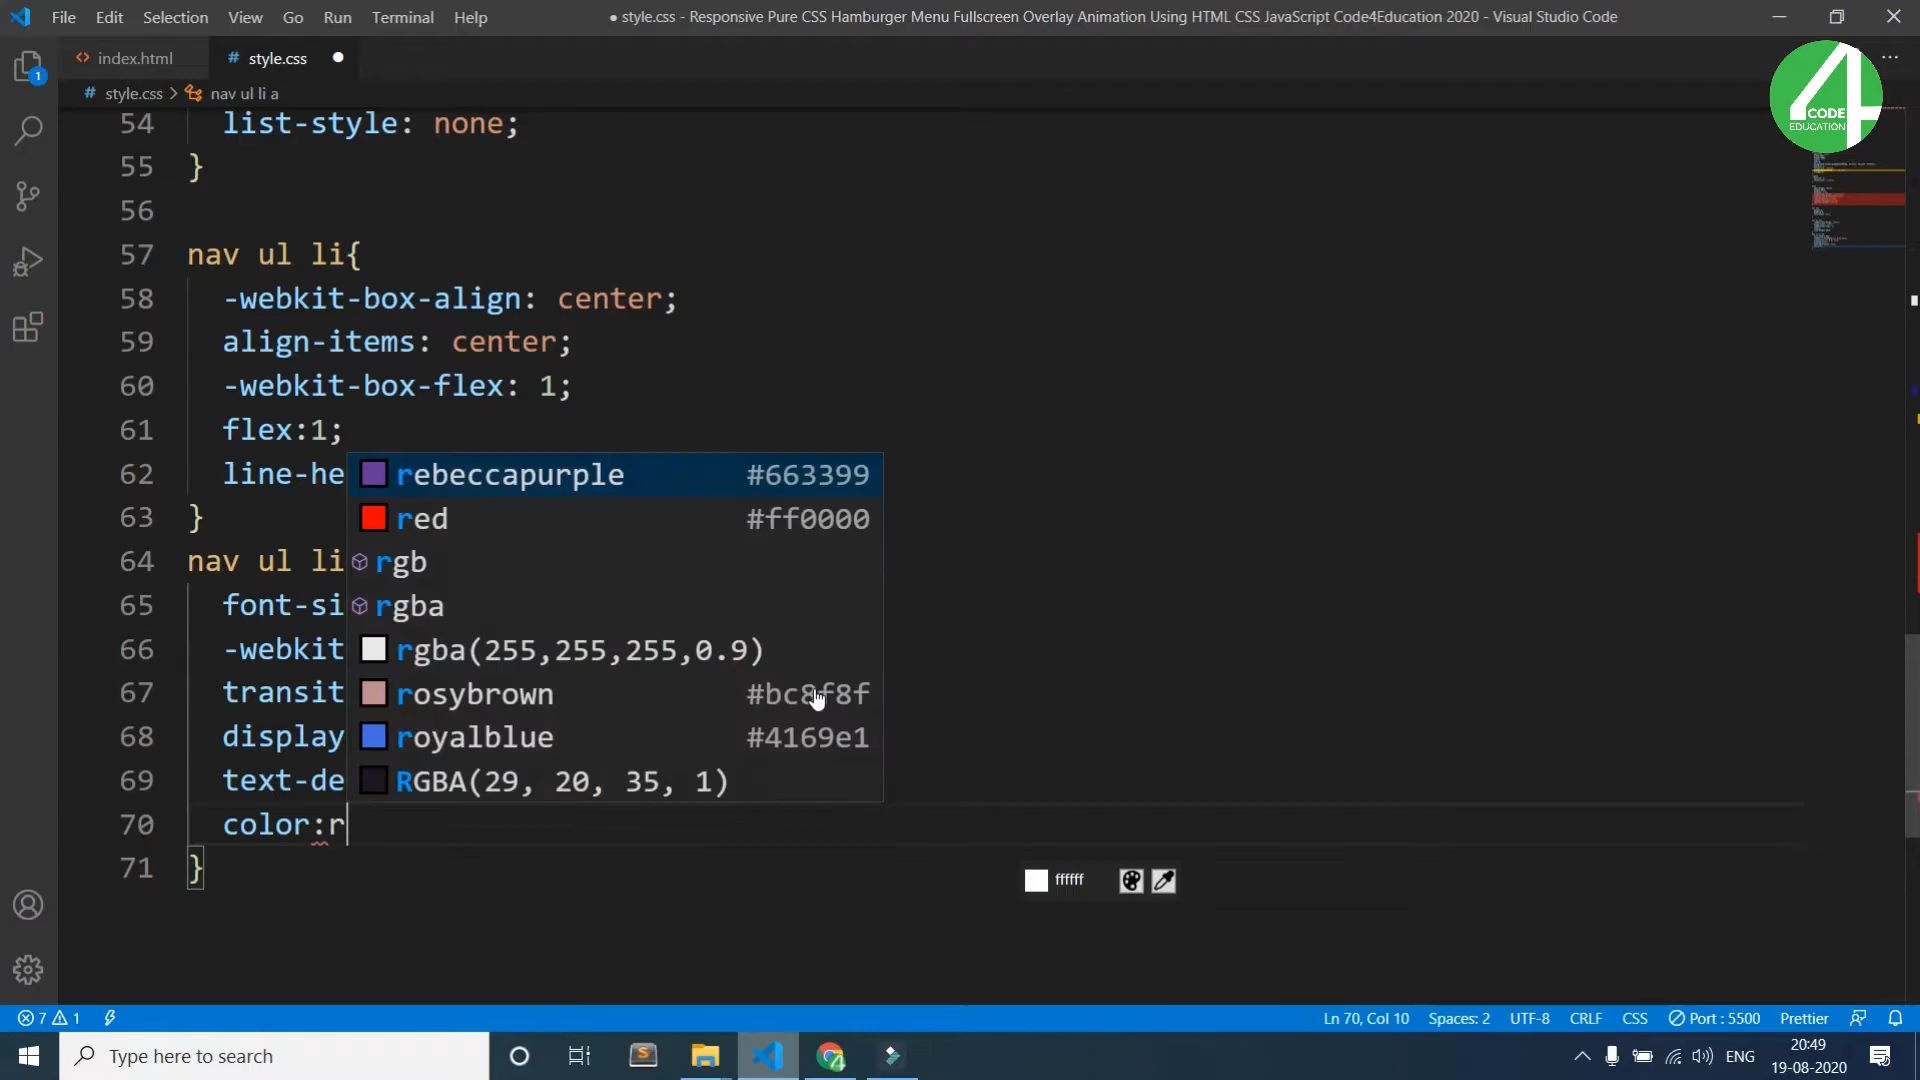 File Edit Selection View Go Run Terminal Help
● style.css - Responsive Pure CSS Hamburger Menu Fullscreen Overlay Animation Using HTML CSS JavaScript Code4Education 2020 - Visual Studio Code
<> index.html # style.css ●
# style.css > nav ul li a
4 CODE EDUCATION
1
54 list-style: none;
55 }
56
57 nav ul li{
58 -webkit-box-align: center;
59 align-items: center;
60 -webkit-box-flex: 1;
61 flex:1;
62 line-he
rebeccapurple #663399
red #ff0000
63 }
64 nav ul li
rgb
65 font-si
rgba
66 -webkit
rgba(255,255,255,0.9)
67 transit
rosybrown #bc8f8f
68 display
royalblue #4169e1
69 text-de
RGBA(29, 20, 35, 1)
70 color:r
71 }
ffffff
7 1
Ln 70, Col 10 Spaces: 2 UTF-8 CRLF CSS Port : 5500 Prettier
Type here to search
ENG
20:49
19-08-2020